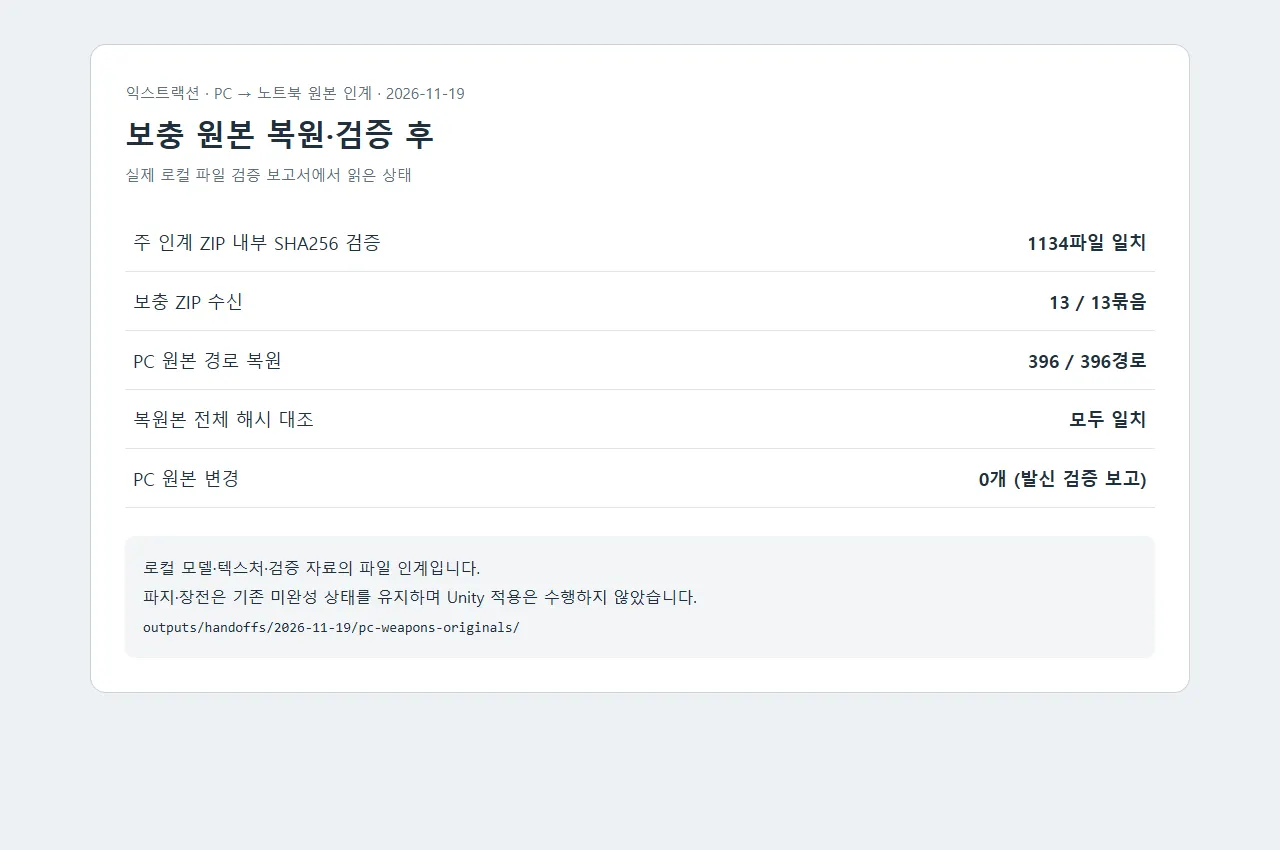 익스트랙션 · PC → 노트북 원본 인계 · 2026-11-19
보충 원본 복원·검증 후
실제 로컬 파일 검증 보고서에서 읽은 상태
주 인계 ZIP 내부 SHA256 검증 1134파일 일치
보충 ZIP 수신 13 / 13묶음
PC 원본 경로 복원 396 / 396경로
복원본 전체 해시 대조 모두 일치
PC 원본 변경 0개 (발신 검증 보고)
로컬 모델·텍스처·검증 자료의 파일 인계입니다.
파지·장전은 기존 미완성 상태를 유지하며 Unity 적용은 수행하지 않았습니다.
outputs/handoffs/2026-11-19/pc-weapons-originals/